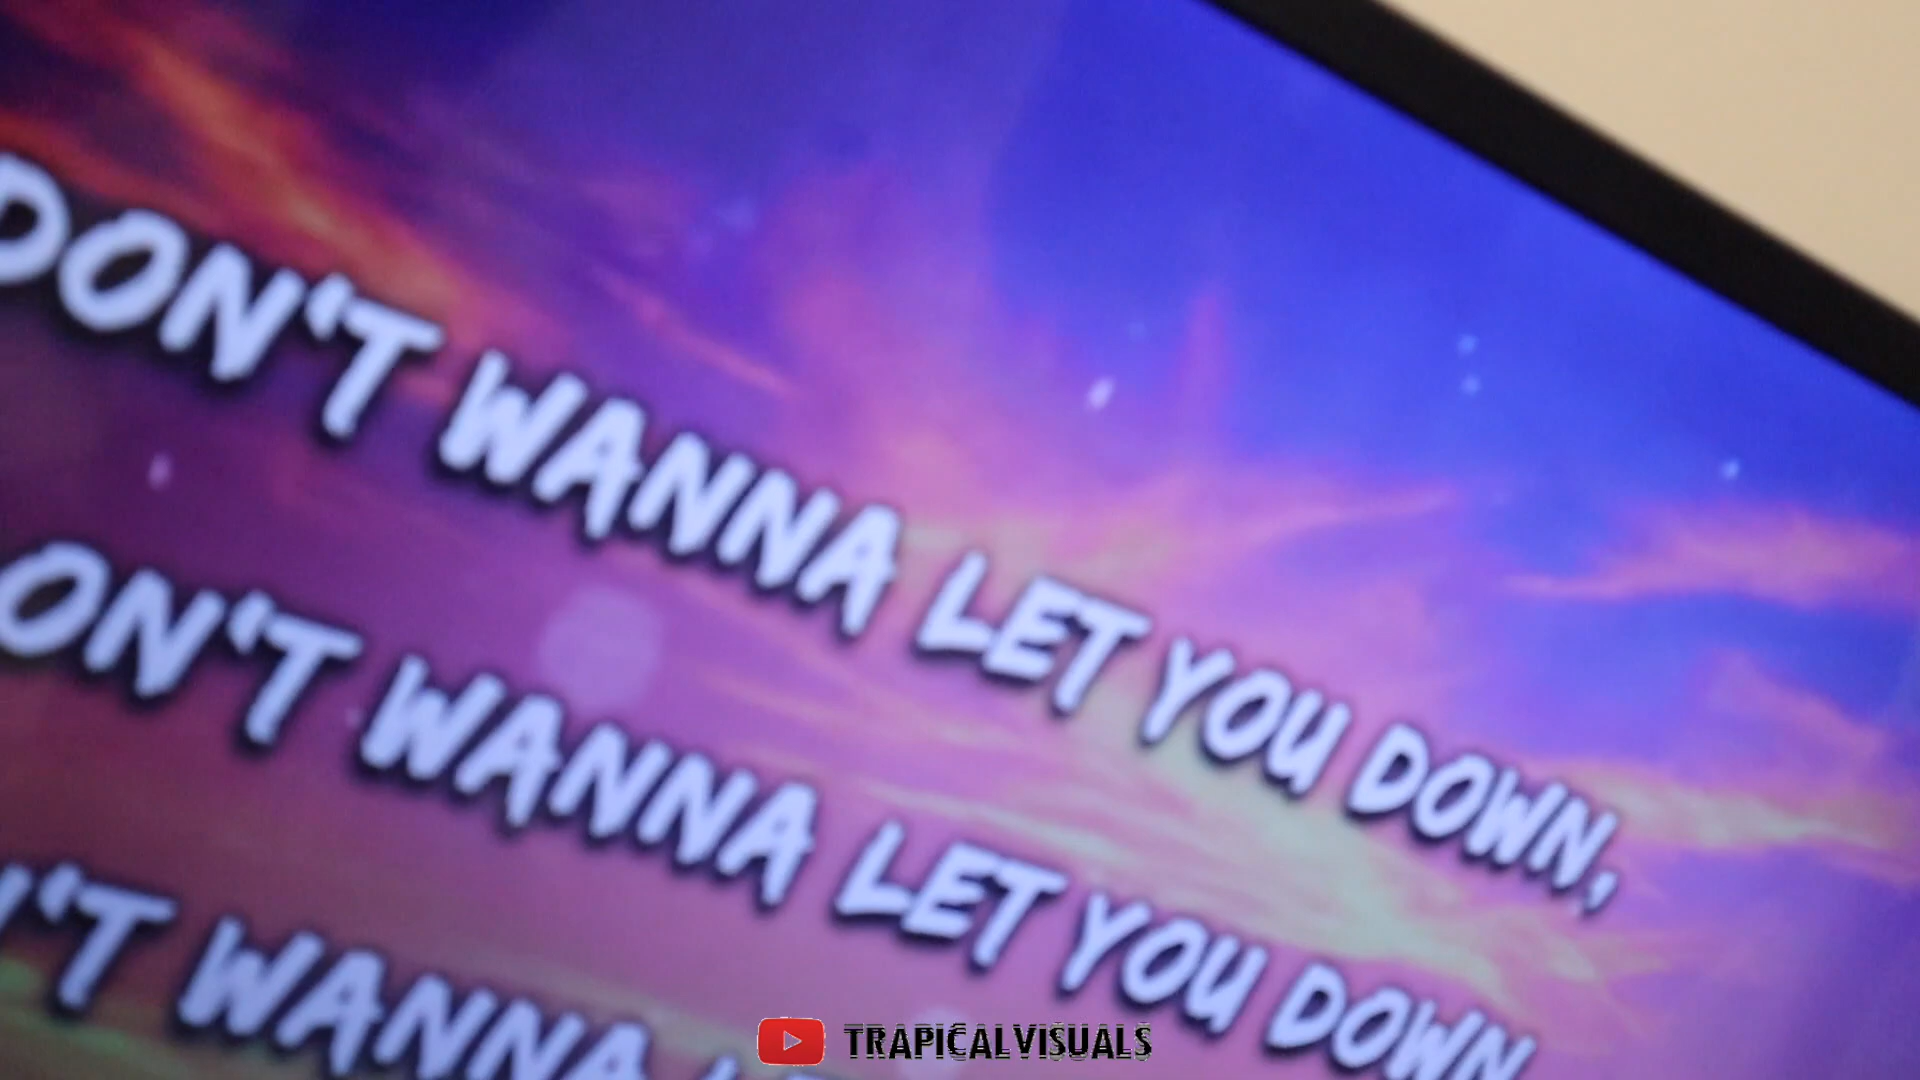 DON'T WANNA LET YOU DOWN,
ON'T WANNA LET YOU DOWN
'T WANNA
TRAPICALVISUALS